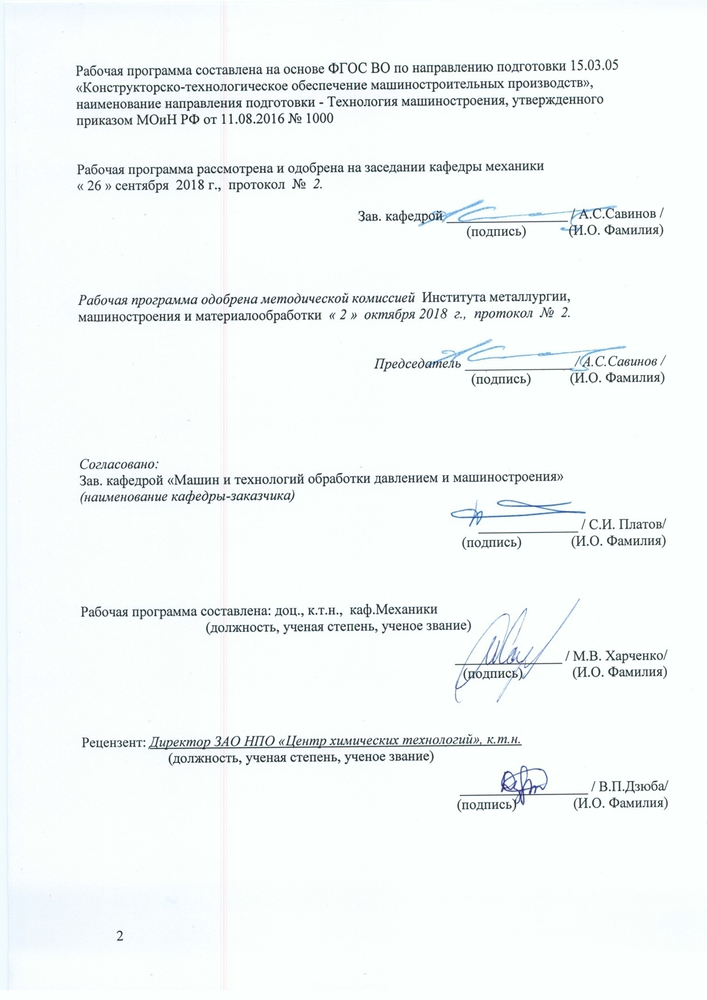 Рабочая программа составлена на основе ФГОС ВО по направлению подготовки 15.03.05
«Конструкторско-технологическое обеспечение машиностроительных производств»,
наименование направления подготовки - Технология машиностроения, утвержденного
приказом МОиН РФ от 11.08.2016 № 1000
Рабочая программа рассмотрена и одобрена на заседании кафедры механики
« 26 » сентября 2018 г., протокол № 2.
Зав. кафедрой / А.С.Савинов /
(подпись) (И.О. Фамилия)
Рабочая программа одобрена методической комиссией Института металлургии,
машиностроения и материалообработки « 2 » октября 2018 г., протокол № 2.
Председатель / А.С.Савинов /
(подпись) (И.О. Фамилия)
Согласовано:
Зав. кафедрой «Машин и технологий обработки давлением и машиностроения»
(наименование кафедры-заказчика)
/ С.И. Платов/
(подпись) (И.О. Фамилия)
Рабочая программа составлена: доц., к.т.н., каф.Механики
(должность, ученая степень, ученое звание)
/ М.В. Харченко/
(подпись) (И.О. Фамилия)
Рецензент: Директор ЗАО НПО «Центр химических технологий», к.т.н.
(должность, ученая степень, ученое звание)
/ В.П.Дзюба/
(подпись) (И.О. Фамилия)
2